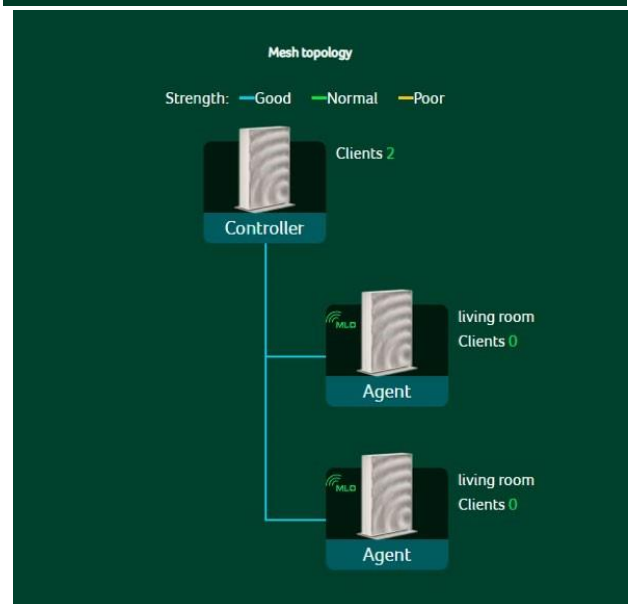 Mesh topology
Strength: Good Normal Poor
Clients 2
Controller
MLO
living room
Clients 0
Agent
MLO
living room
Clients 0
Agent